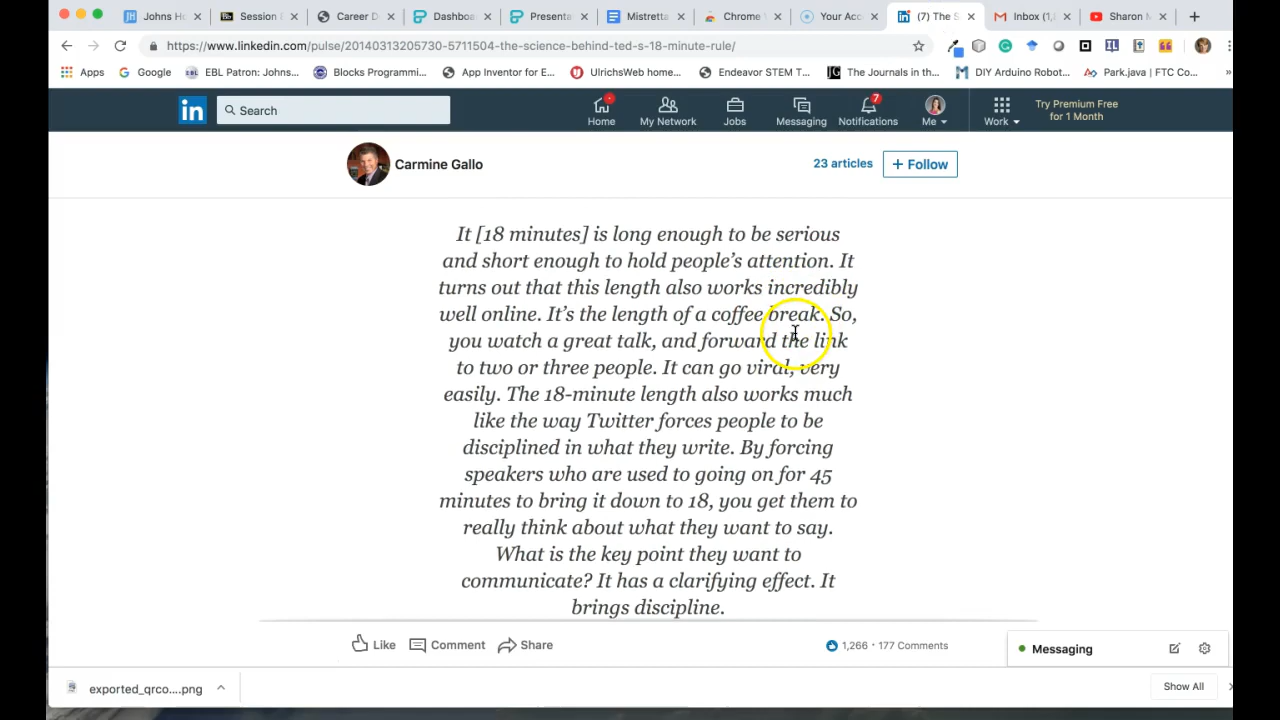 Johns Ho
Session F
Career D
Dashboa
Presenta
Mistretta
Chrome
Your Acc
(7) The S
Inbox (1,
Sharon M
https://www.linkedin.com/pulse/20140313205730-5711504-the-science-behind-ted-s-18-minute-rule/
Apps
Google
EBL Patron: Johns...
Blocks Programmi...
App Inventor for E...
UlrichsWeb home...
Endeavor STEM T...
The Journals in th...
DIY Arduino Robot...
Park.java | FTC Co...
in
Search
Home
My Network
Jobs
Messaging
7
Notifications
Me
Work
Try Premium Free
for 1 Month
Carmine Gallo
23 articles
+ Follow
It [18 minutes] is long enough to be serious
and short enough to hold people’s attention. It
turns out that this length also works incredibly
well online. It’s the length of a coffee break. So,
you watch a great talk, and forward the link
to two or three people. It can go viral, very
easily. The 18-minute length also works much
like the way Twitter forces people to be
disciplined in what they write. By forcing
speakers who are used to going on for 45
minutes to bring it down to 18, you get them to
really think about what they want to say.
What is the key point they want to
communicate? It has a clarifying effect. It
brings discipline.
Like
Comment
Share
1,266 · 177 Comments
Messaging
exported_qrco....png
Show All